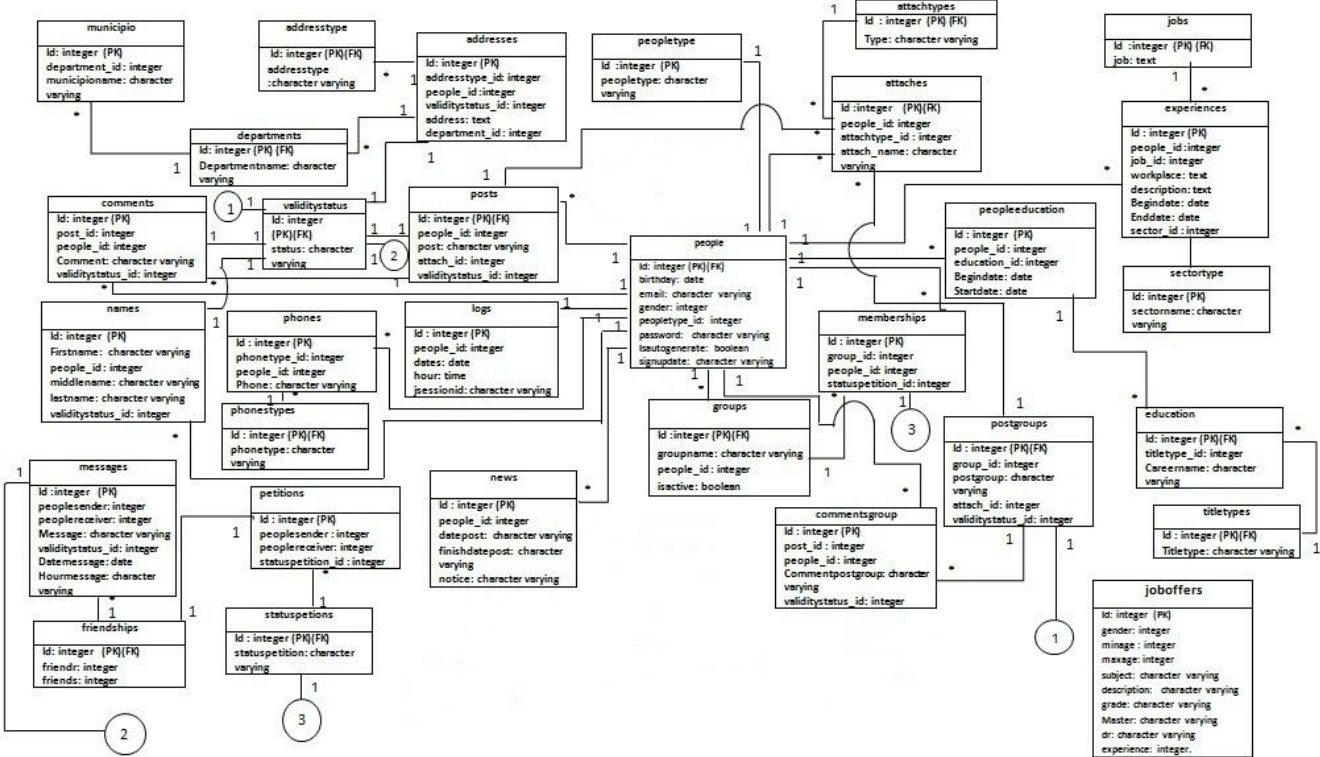 municipio
Id: integer (PK)
department_id: integer
municipioname: character
varying
addresstype
Id: integer (PK)(FK)
addresstype
:character varying
addresses
Id: integer (PK)
addresstype_id: integer
people_id:integer
validitystatus_id: integer
address: text
department_id: integer
peopletype
Id :integer (PK)
peopletype: character
varying
attachtypes
Id : integer (PK) (FK)
Type: character varying
jobs
Id :integer (PK) (FK)
job: text
departments
Id: integer (PK) (FK)
Departmentname: character
varying
attaches
Id :integer (PK)(FK)
people_id: integer
attachtype_id : integer
attach_name: character
varying
experiences
Id : integer (PK)
people_id:integer
job_id: integer
workplace: text
description: text
Begindate: date
Enddate: date
sector_id : integer
comments
Id: integer (PK)
post_id: integer
people_id: integer
Comment: character varying
validitystatus_id: integer
validitystatus
Id: integer
(PK)(FK)
status: character
varying
posts
Id: integer (PK)(FK)
people_id: integer
post: character varying
attach_id: integer
validitystatus_id: integer
people
Id: integer (PK)(FK)
birthday: date
email: character varying
gender: integer
peopletype_id: integer
password: character varying
Isautogenerate: boolean
signupdate: character varying
peopleeducation
Id : integer (PK)
people_id: integer
education_id: integer
Begindate: date
Startdate: date
sectortype
Id: integer (PK)
sectorname: character
varying
names
Id: integer (PK)
Firstname: character varying
people_id: integer
middlename: character varying
lastname: character varying
validitystatus_id: integer
phones
Id : integer (PK)
phonetype_id: integer
people_id: integer
Phone: character varying
logs
Id : integer (PK)
people_id: integer
dates: date
hour: time
jsessionid: character varying
memberships
Id : integer (PK)
group_id: integer
people_id: integer
statuspetition_id: integer
phonestypes
Id : integer (PK)(FK)
phonetype: character
varying
groups
Id :integer (PK)(FK)
groupname: character varying
people_id: integer
isactive: boolean
postgroups
Id : integer (PK)(FK)
group_id: integer
postgroup: character
varying
attach_id: integer
validitystatus_id: integer
education
Id: integer (PK)(FK)
titletype_id: integer
Careername: character
varying
messages
Id :integer (PK)
peoplesender: integer
peoplereceiver: integer
Message: character varying
validitystatus_id: integer
Datemessage: date
Hourmessage: character
varying
petitions
Id : integer (PK)
peoplesender : integer
peoplereceiver: integer
statuspetition_id : integer
news
Id : integer (PK)
people_id: integer
datepost: character varying
finishdatepost: character
varying
notice: character varying
commentsgroup
Id : integer (PK)
post_id : integer
people_id : integer
Commentpostgroup: character
varying
validitystatus_id: integer
titletypes
Id : integer (PK)(FK)
Titletype: character varying
friendships
Id: integer (PK)(FK)
friendr: integer
friends: integer
statuspetions
Id : integer (PK)(FK)
statuspetition: character
varying
joboffers
Id: integer (PK)
gender: integer
minage : integer
maxage: integer
subject: character varying
description: character varying
grade: character varying
Master: character varying
dr: character varying
experience: integer.
1
2
3
1
2
3